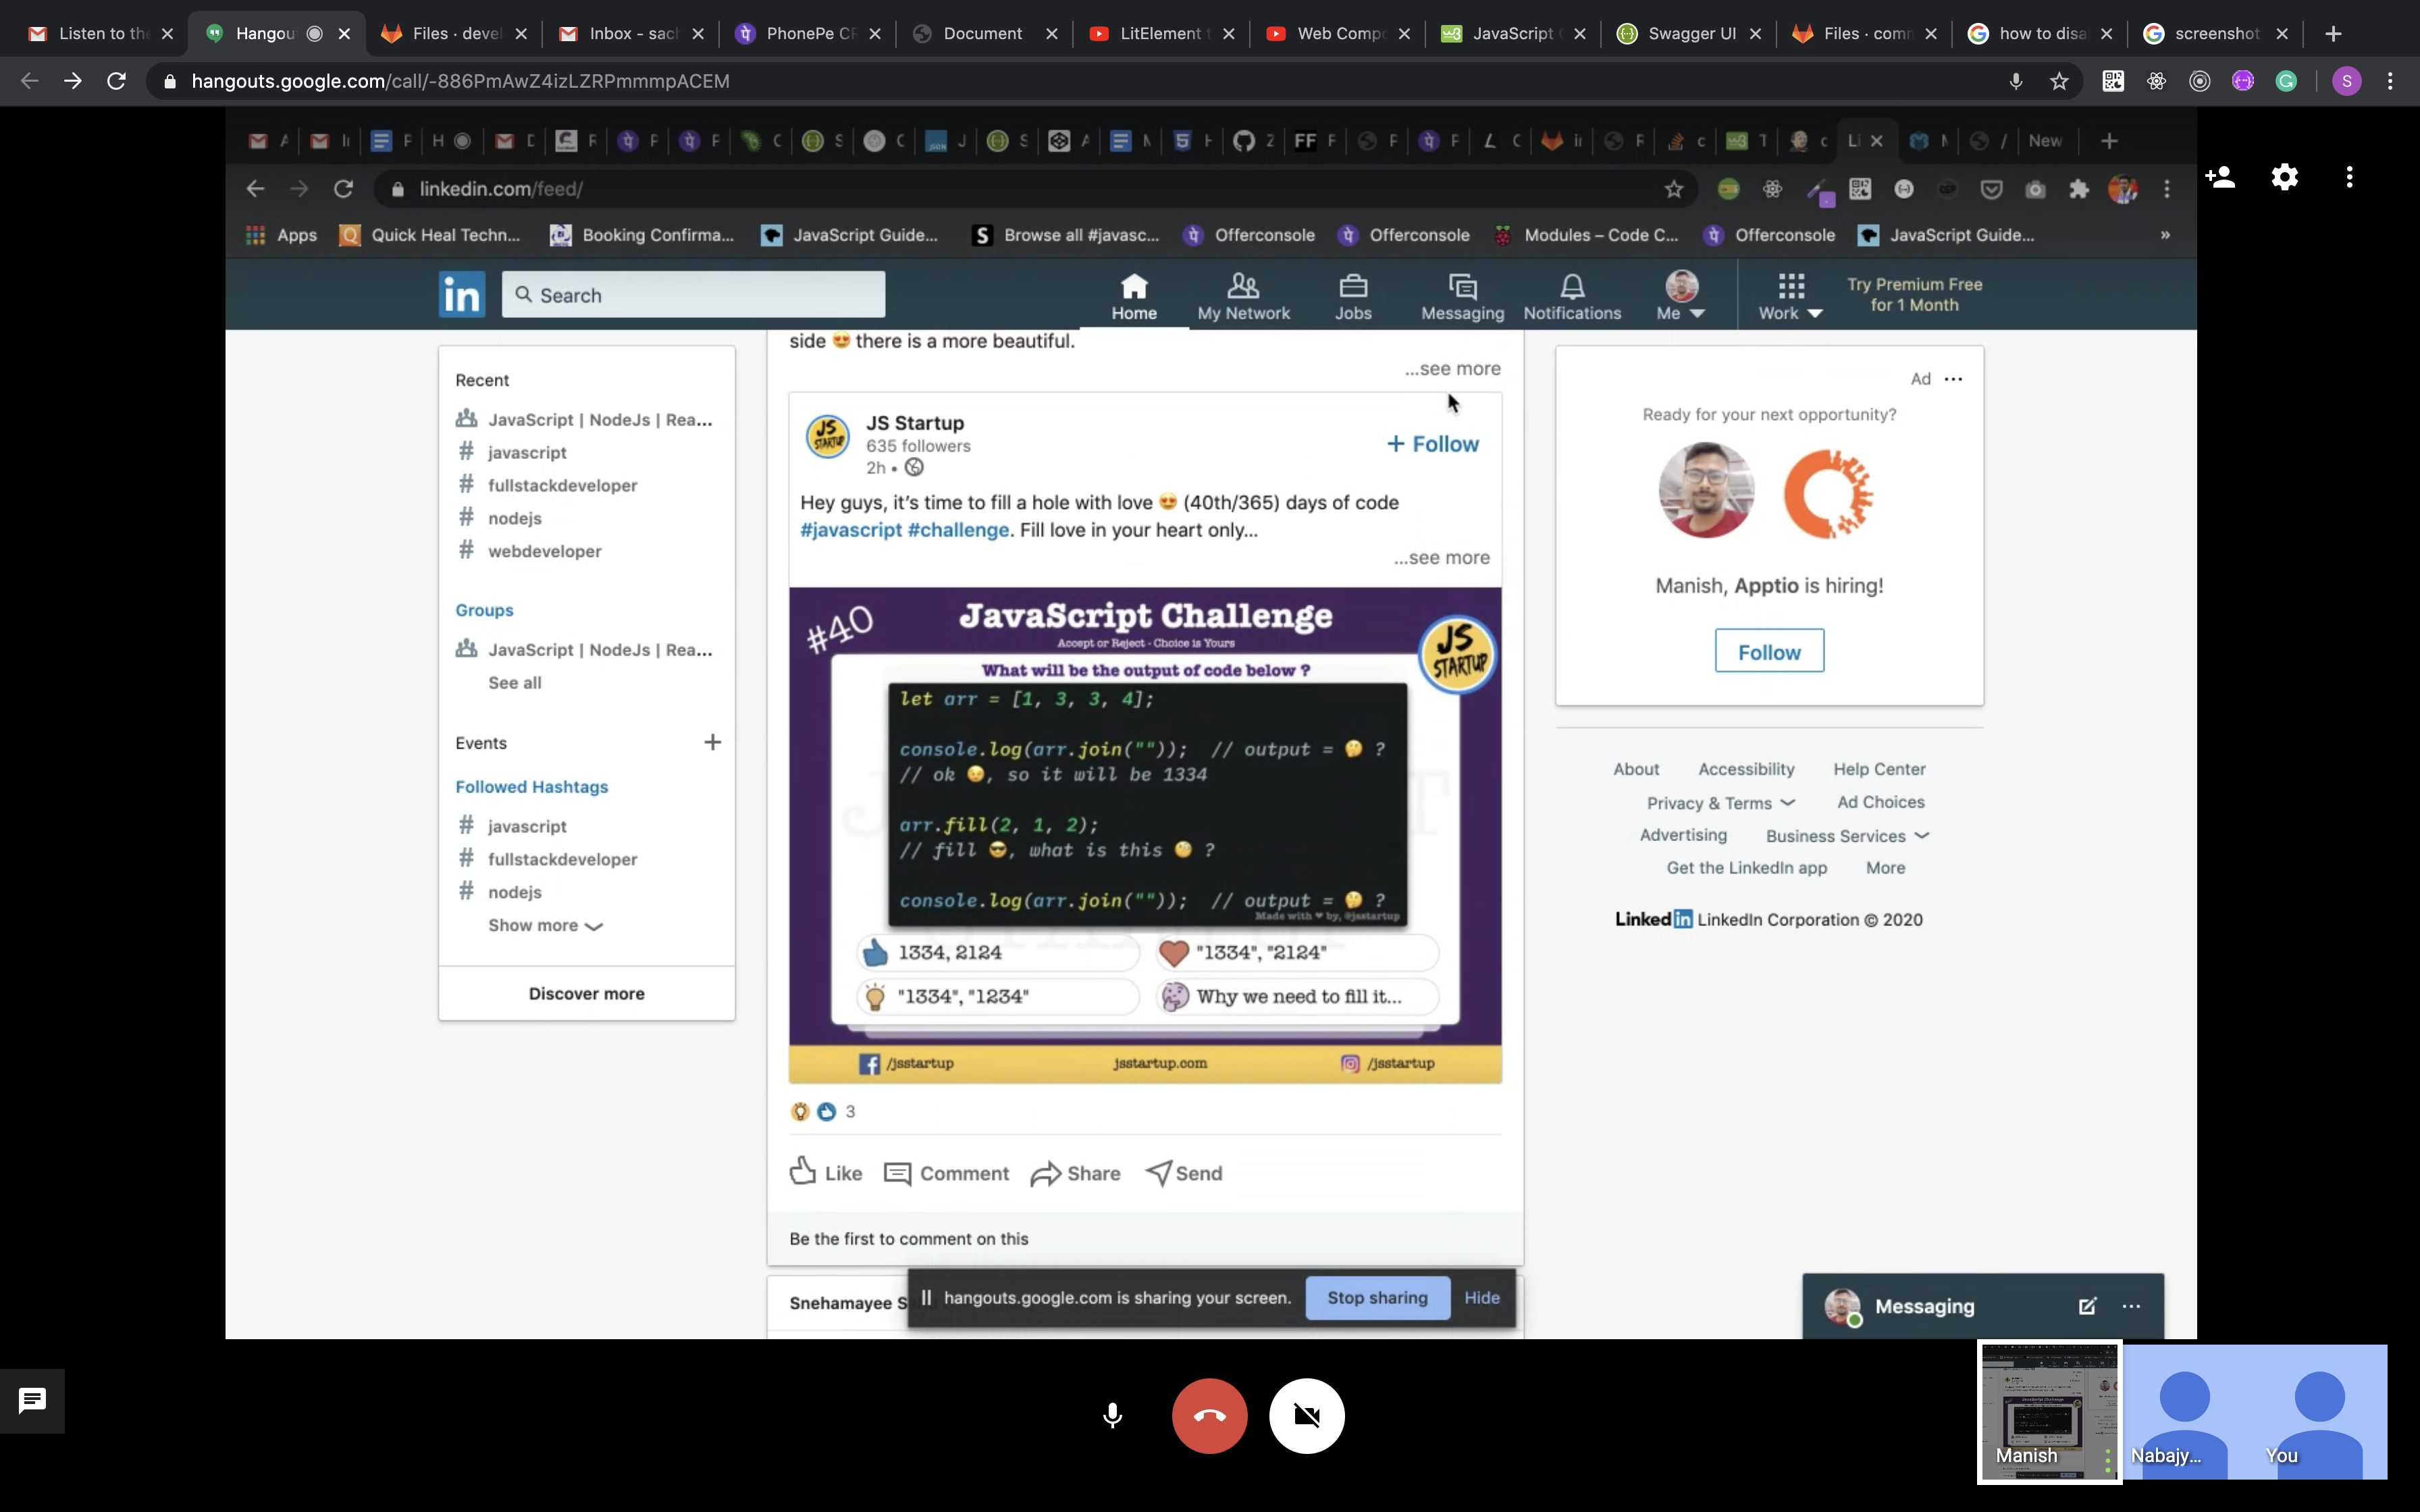 Listen to the
Hangou
Files · devel
Inbox - sach
PhonePe CR
Document
LitElement t
Web Compo
JavaScript
Swagger UI
Files · comm
how to disa
screenshot
hangouts.google.com/call/-886PmAwZ4izLZRPmmmpACEM
S
New
linkedin.com/feed/
Apps
Quick Heal Techn...
Booking Confirma...
JavaScript Guide...
Browse all #javasc...
Offerconsole
Offerconsole
Modules – Code C...
Offerconsole
JavaScript Guide...
»
in
Search
Home
My Network
Jobs
Messaging
Notifications
Me
Work
Try Premium Free
for 1 Month
Recent
JavaScript | NodeJs | Rea...
# javascript
# fullstackdeveloper
# nodejs
# webdeveloper
Groups
JavaScript | NodeJs | Rea...
See all
Events
Followed Hashtags
# javascript
# fullstackdeveloper
# nodejs
Show more
Discover more
side 😍 there is a more beautiful.
...see more
JS Startup
635 followers
2h •
+ Follow
Hey guys, it's time to fill a hole with love 😍 (40th/365) days of code
#javascript #challenge. Fill love in your heart only...
...see more
#40
JavaScript Challenge
Accept or Reject - Choice is Yours
JS
STARTUP
What will be the output of code below ?
let arr = [1, 3, 3, 4];
console.log(arr.join("")); // output = 🤔 ?
// ok 😉, so it will be 1334
arr.fill(2, 1, 2);
// fill 😎, what is this 🧐 ?
console.log(arr.join("")); // output = 🤔 ?
Made with ❤ by, @jsstartup
1334, 2124
"1334", "2124"
"1334", "1234"
Why we need to fill it...
/jsstartup
jsstartup.com
/jsstartup
3
Like
Comment
Share
Send
Be the first to comment on this
Snehamayee
hangouts.google.com is sharing your screen.
Stop sharing
Hide
Ad
Ready for your next opportunity?
Manish, Apptio is hiring!
Follow
About
Accessibility
Help Center
Privacy & Terms
Ad Choices
Advertising
Business Services
Get the LinkedIn app
More
LinkedIn LinkedIn Corporation © 2020
Messaging
Manish
Nabajy...
You